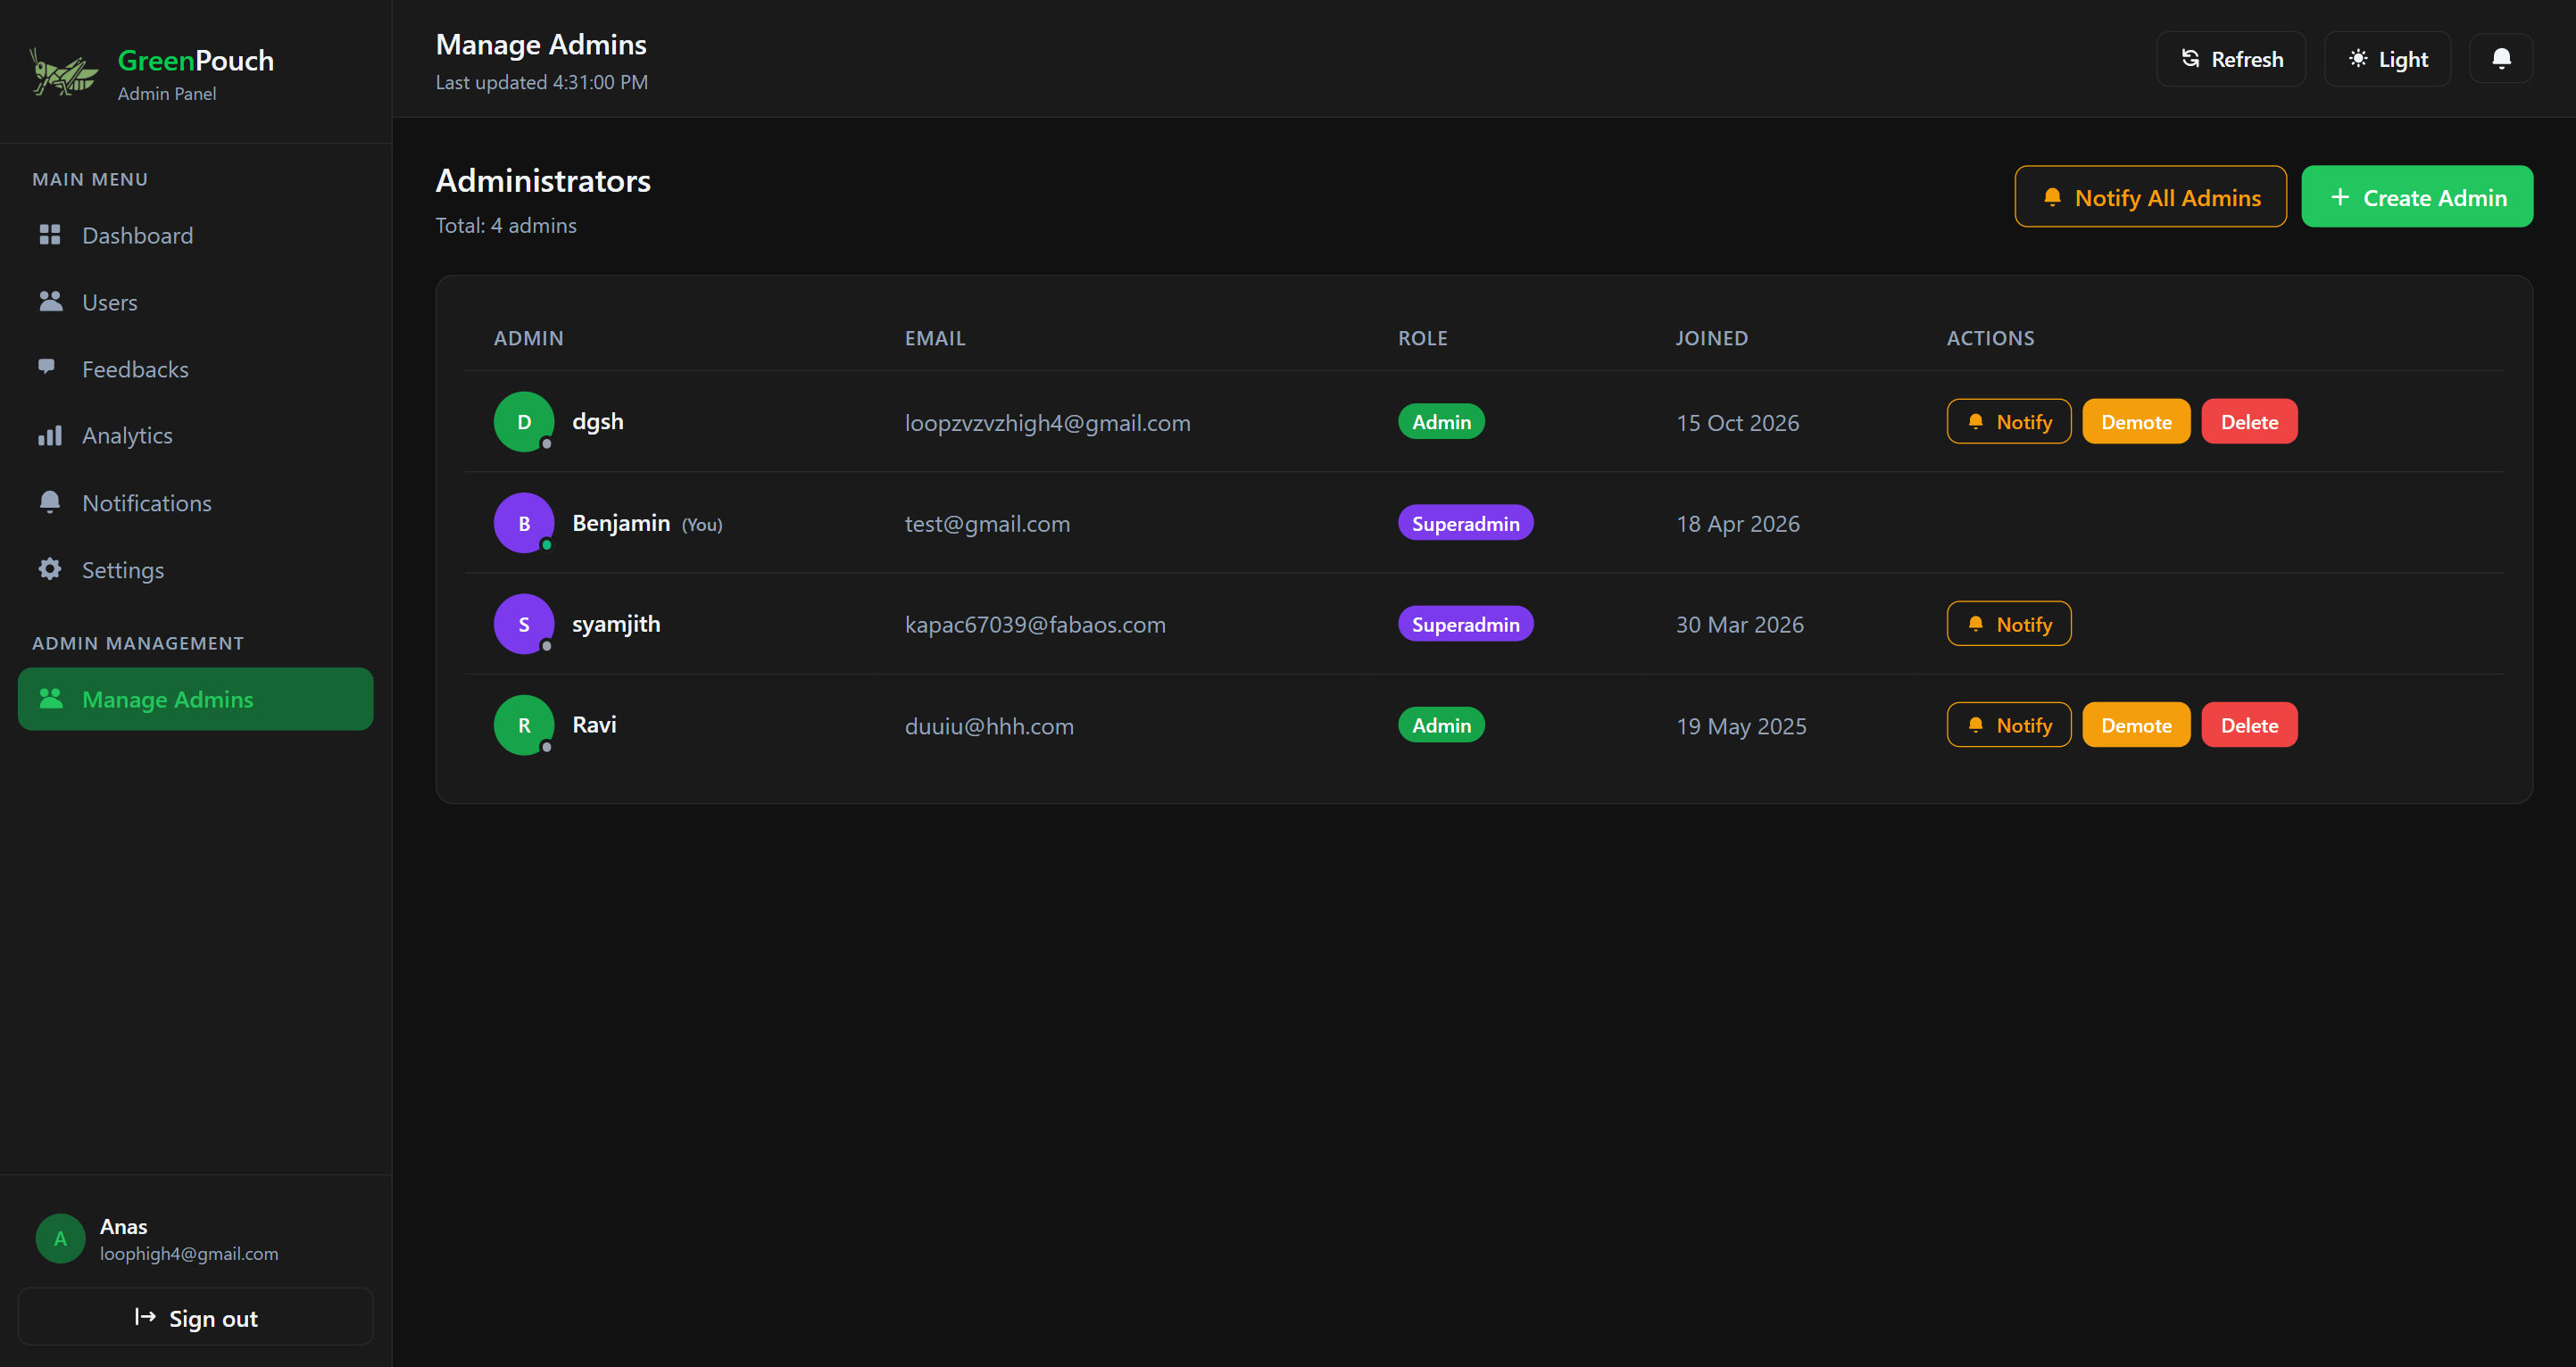 GreenPouch
Admin Panel
MAIN MENU
Dashboard
Users
Feedbacks
Analytics
Notifications
Settings
ADMIN MANAGEMENT
Manage Admins
A
Anas
loophigh4@gmail.com
Sign out
Manage Admins
Last updated 4:31:00 PM
Refresh
Light
Administrators
Total: 4 admins
Notify All Admins
+ Create Admin
ADMIN EMAIL ROLE JOINED ACTIONS
D dgsh loopzvzvzhigh4@gmail.com Admin 15 Oct 2026 Notify Demote Delete
B Benjamin (You) test@gmail.com Superadmin 18 Apr 2026
S syamjith kapac67039@fabaos.com Superadmin 30 Mar 2026 Notify
R Ravi duuiu@hhh.com Admin 19 May 2025 Notify Demote Delete